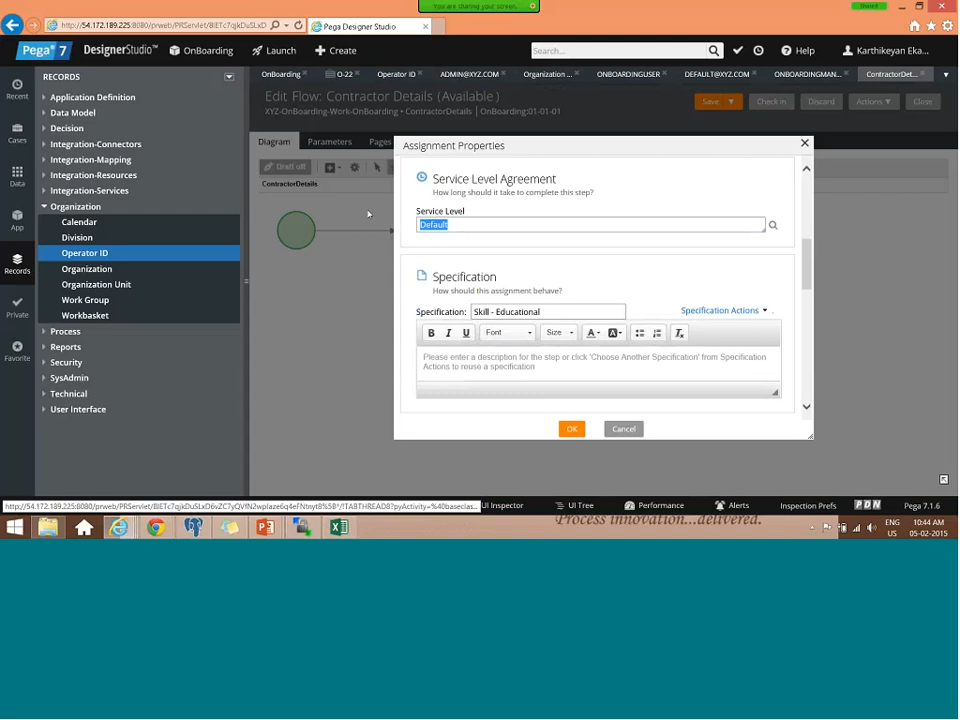 You are sharing your screen.
Share It
http://54.172.189.225:8080/prweb/PRServlet/
Pega Designer Studio
Pega 7
DesignerStudio™
OnBoarding
Launch
Create
Search...
Help
Karthikeyan Eka...
Recent
Cases
Data
App
Records
Private
Favorite
RECORDS
Application Definition
Data Model
Decision
Integration-Connectors
Integration-Mapping
Integration-Resources
Integration-Services
Organization
Calendar
Division
Operator ID
Organization
Organization Unit
Work Group
Workbasket
Process
Reports
Security
SysAdmin
Technical
User Interface
OnBoarding
O-22
Operator ID
ADMIN@XYZ.COM
Organization ...
ONBOARDINGUSER
DEFAULT@XYZ.COM
ONBOARDINGMAN...
ContractorDet...
Edit Flow: Contractor Details (Available )
XYZ-OnBoarding-Work-OnBoarding • ContractorDetails
OnBoarding:01-01-01
Save
Check in
Discard
Actions
Close
Diagram
Parameters
Pages
Draft off
ContractorDetails
Assignment Properties
Service Level Agreement
How long should it take to complete this step?
Service Level
Default
Specification
How should this assignment behave?
Specification:
Skill - Educational
Specification Actions
B I U
Font
Size
A
A
Please enter a description for the step or click 'Choose Another Specification' from Specification
Actions to reuse a specification
OK
Cancel
UI Inspector
UI Tree
Performance
Alerts
Inspection Prefs
PDN
Pega 7.1.6
Process innovation...delivered.
ENG
US
10:44 AM
05-02-2015